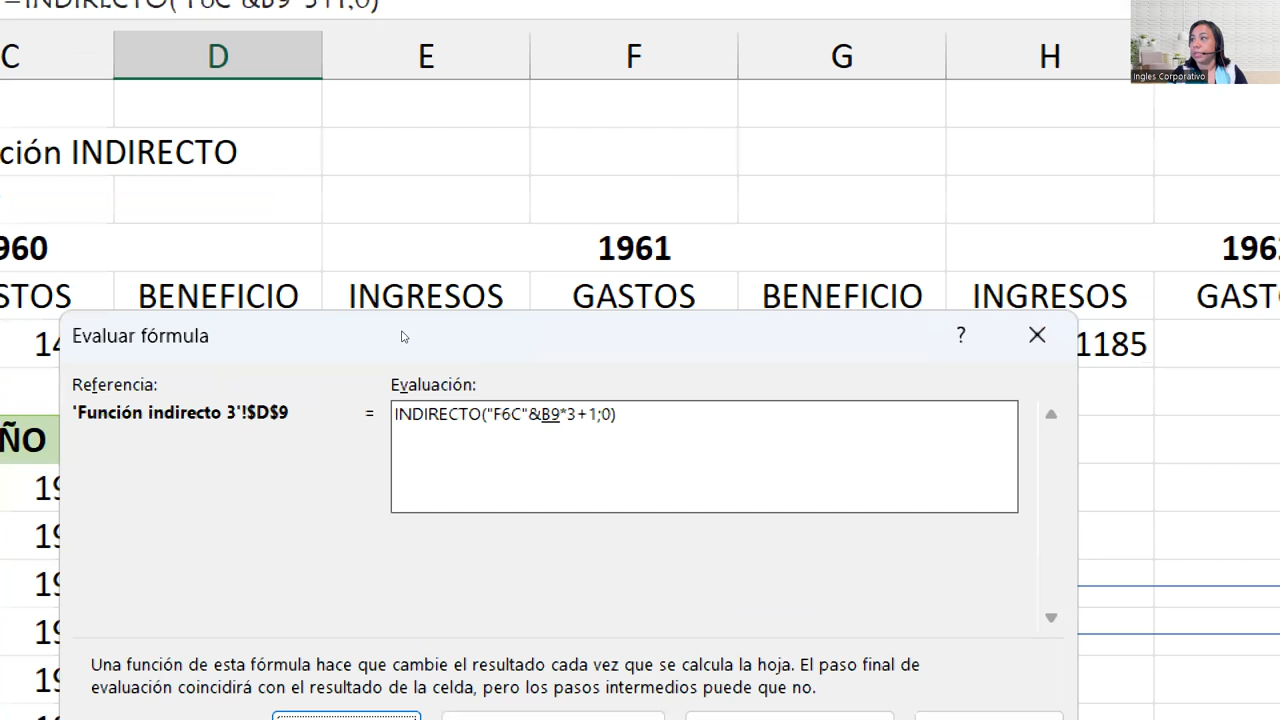 =INDIRECTO("F6C"&B9*3+1;0)
C D E F G H
Ingles Corporativo
ción INDIRECTO
960 1961 196
STOS BENEFICIO INGRESOS GASTOS BENEFICIO INGRESOS GAST
14 1185
Evaluar fórmula ?
Referencia: Evaluación:
'Función indirecto 3'!$D$9 = INDIRECTO("F6C"&B9*3+1;0)
ÑO
19
19
19
19
19
Una función de esta fórmula hace que cambie el resultado cada vez que se calcula la hoja. El paso final de
evaluación coincidirá con el resultado de la celda, pero los pasos intermedios puede que no.